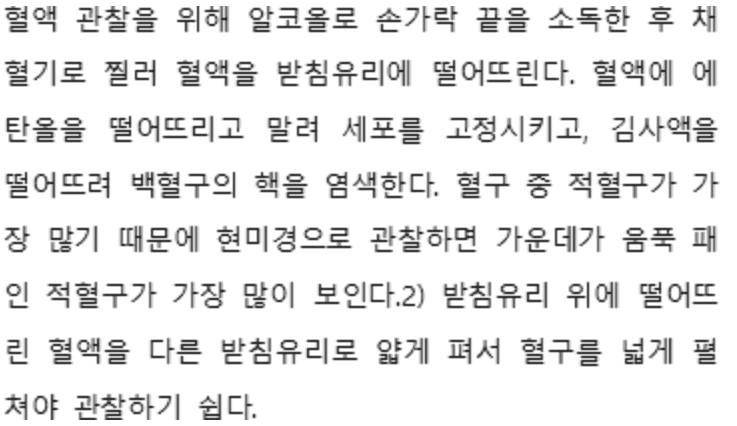 혈액 관찰을 위해 알코올로 손가락 끝을 소독한 후 채
혈기로 찔러 혈액을 받침유리에 떨어뜨린다. 혈액에 에
탄올을 떨어뜨리고 말려 세포를 고정시키고, 김사액을
떨어뜨려 백혈구의 핵을 염색한다. 혈구 중 적혈구가 가
장 많기 때문에 현미경으로 관찰하면 가운데가 움푹 패
인 적혈구가 가장 많이 보인다.2) 받침유리 위에 떨어뜨
린 혈액을 다른 받침유리로 얇게 펴서 혈구를 넓게 펼
쳐야 관찰하기 쉽다.